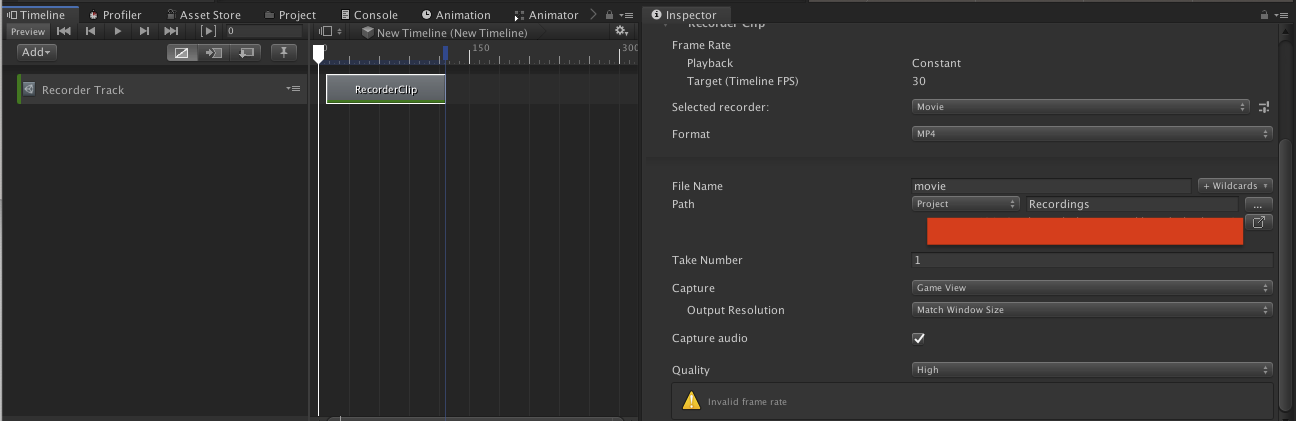 Timeline Profiler Asset Store Project Console Animation Animator
Preview 0 New Timeline (New Timeline)
Add 150 300
Recorder Track RecorderClip
Inspector
Recorder Clip
Frame Rate
Playback Constant
Target (Timeline FPS) 30
Selected recorder: Movie
Format MP4
File Name movie + Wildcards
Path Project Recordings ...
Take Number 1
Capture Game View
Output Resolution Match Window Size
Capture audio
Quality High
Invalid frame rate